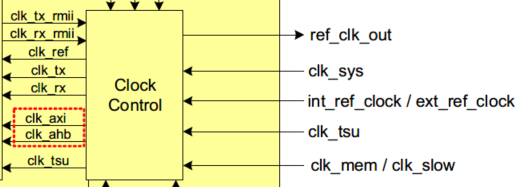 clk_tx_rmii
clk_rx_rmii
clk_ref
clk_tx
clk_rx
clk_axi
clk_ahb
clk_tsu
Clock
Control
ref_clk_out
clk_sys
int_ref_clock / ext_ref_clock
clk_tsu
clk_mem / clk_slow